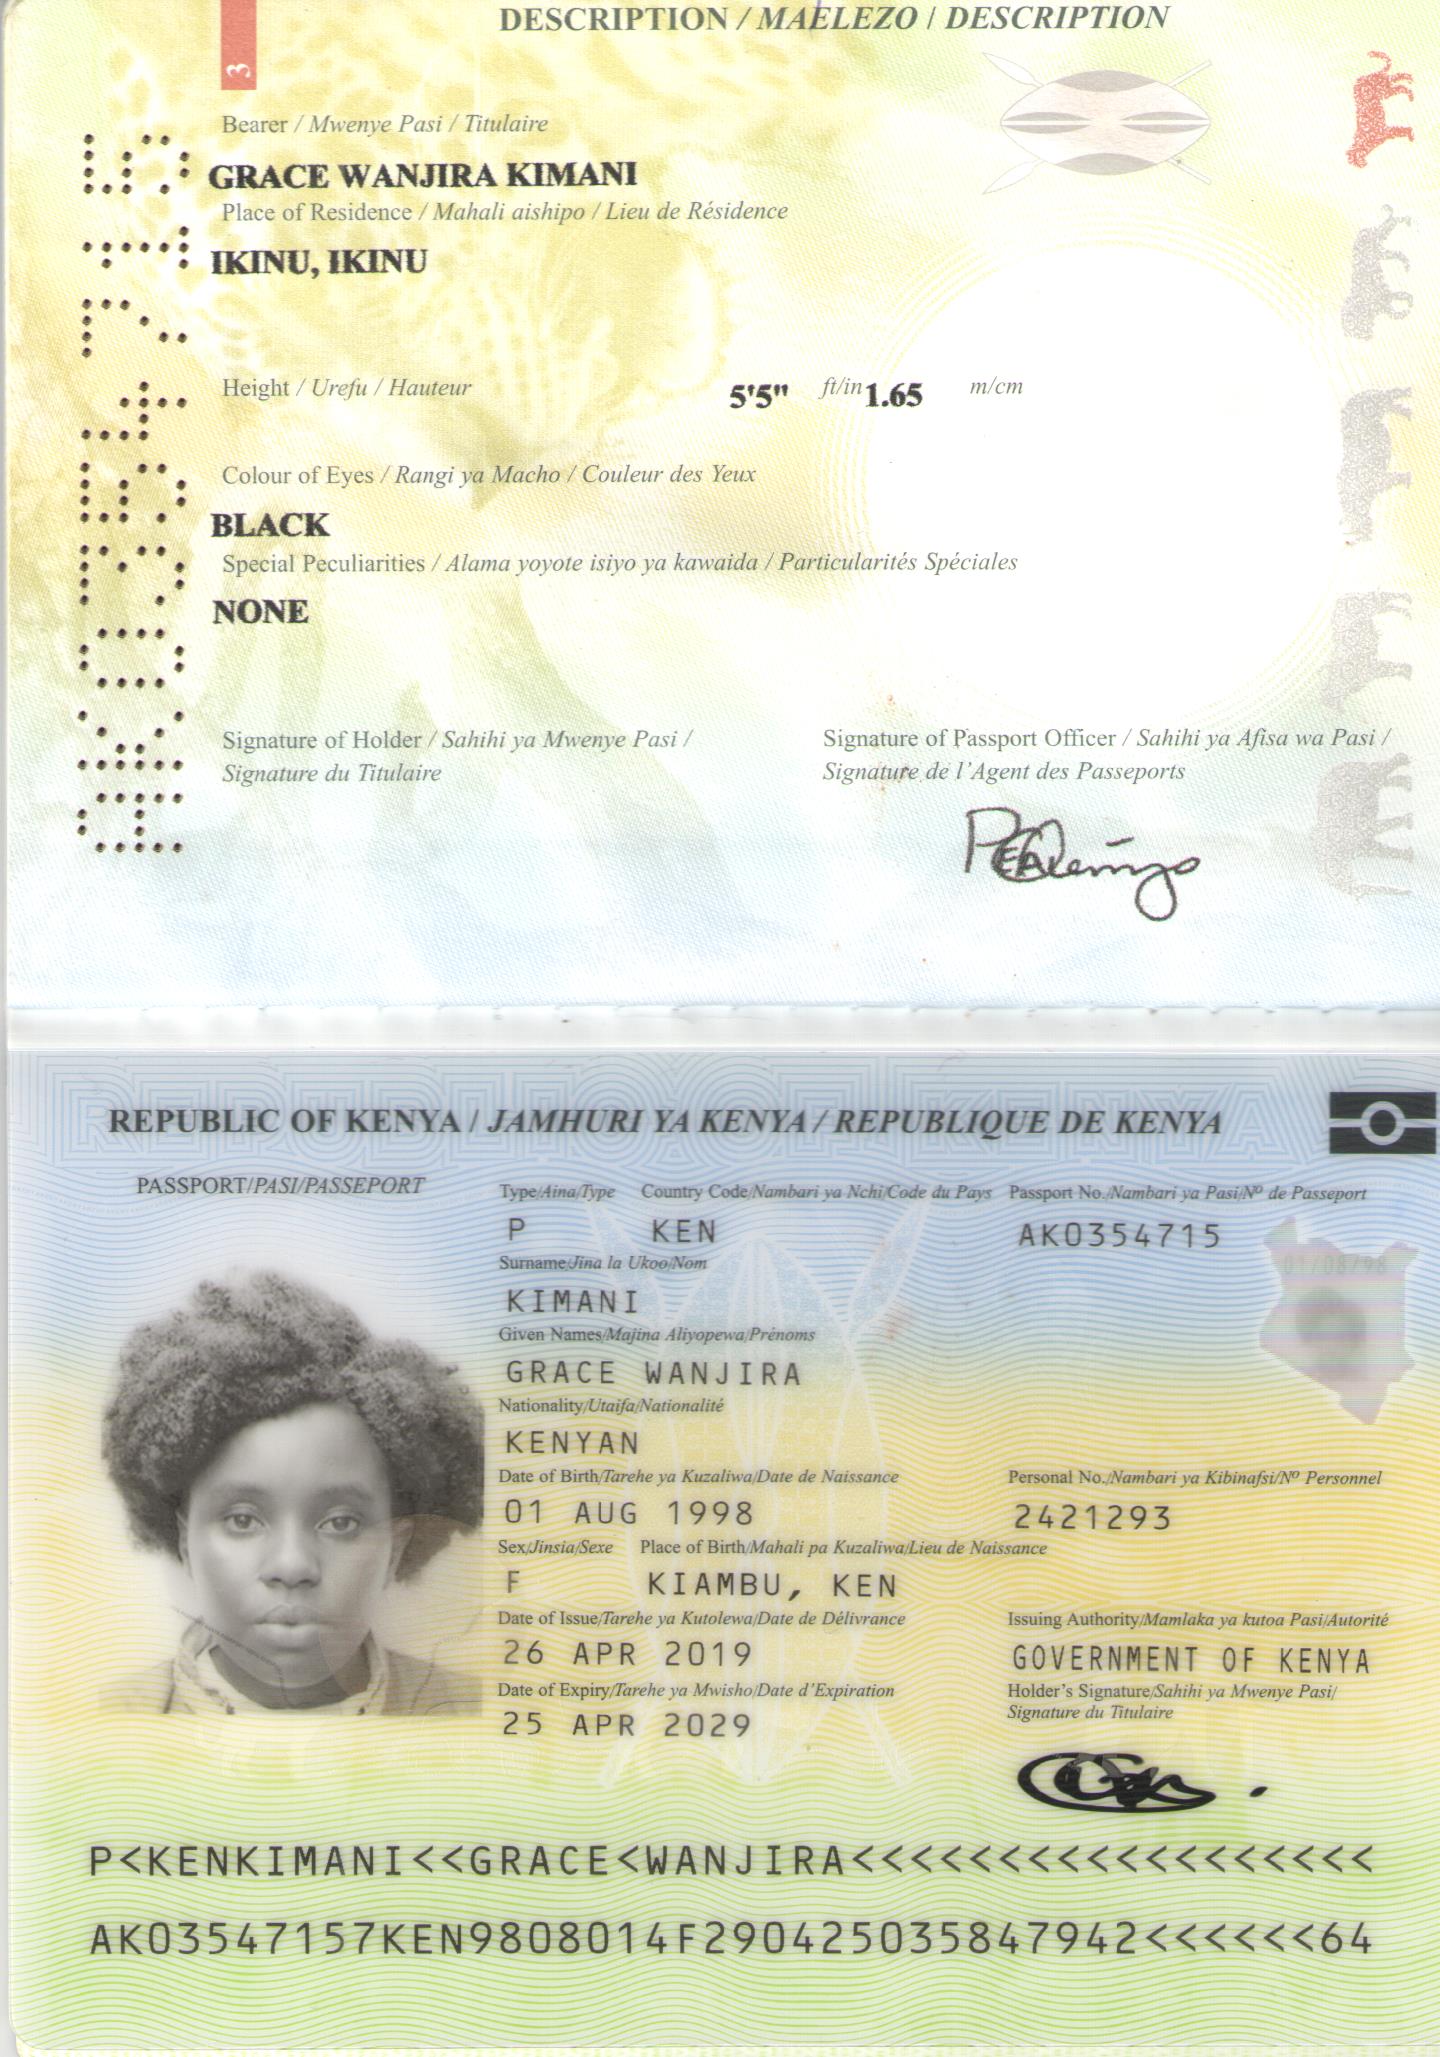 DESCRIPTION / MAELEZO / DESCRIPTION
3
Bearer / Mwenye Pasi / Titulaire
GRACE WANJIRA KIMANI
Place of Residence / Mahali aishipo / Lieu de Résidence
IKINU, IKINU
Height / Urefu / Hauteur 5'5" ft/in 1.65 m/cm
Colour of Eyes / Rangi ya Macho / Couleur des Yeux
BLACK
Special Peculiarities / Alama yoyote isiyo ya kawaida / Particularités Spéciales
NONE
AK0354715
Signature of Holder / Sahihi ya Mwenye Pasi /
Signature du Titulaire
Signature of Passport Officer / Sahihi ya Afisa wa Pasi /
Signature de l'Agent des Passeports
REPUBLIC OF KENYA / JAMHURI YA KENYA / REPUBLIQUE DE KENYA
PASSPORT/PASI/PASSEPORT
Type/Aina/Type Country Code/Nambari ya Nchi/Code du Pays Passport No./Nambari ya Pasi/Nº de Passeport
P KEN AK0354715
01/08/98
Surname/Jina la Ukoo/Nom
KIMANI
Given Names/Majina Aliyopewa/Prénoms
GRACE WANJIRA
Nationality/Utaifa/Nationalité
KENYAN
Date of Birth/Tarehe ya Kuzaliwa/Date de Naissance Personal No./Nambari ya Kibinafsi/Nº Personnel
01 AUG 1998 2421293
Sex/Jinsia/Sexe Place of Birth/Mahali pa Kuzaliwa/Lieu de Naissance
F KIAMBU, KEN
Date of Issue/Tarehe ya Kutolewa/Date de Délivrance Issuing Authority/Mamlaka ya kutoa Pasi/Autorité
26 APR 2019 GOVERNMENT OF KENYA
Date of Expiry/Tarehe ya Mwisho/Date d'Expiration Holder's Signature/Sahihi ya Mwenye Pasi/
Signature du Titulaire
25 APR 2029
P<KENKIMANI<<GRACE<WANJIRA<<<<<<<<<<<<<<<<<<
AK03547157KEN9808014F290425035847942<<<<<<64